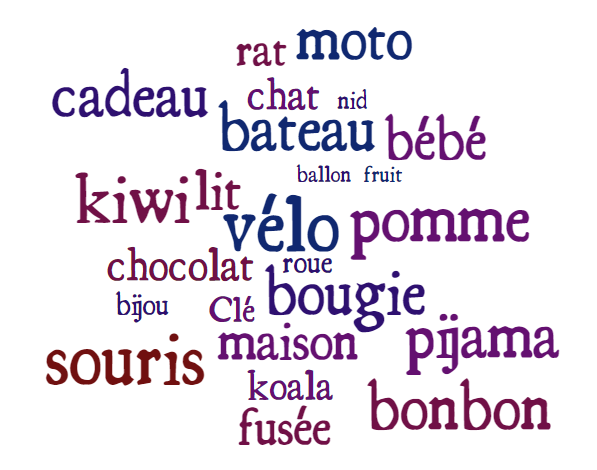 rat moto
cadeau chat nid
bateau bébé
ballon fruit
kiwi lit
vélo pomme
chocolat roue
bijou Clé bougie
souris maison pijama
koala bonbon
fusée